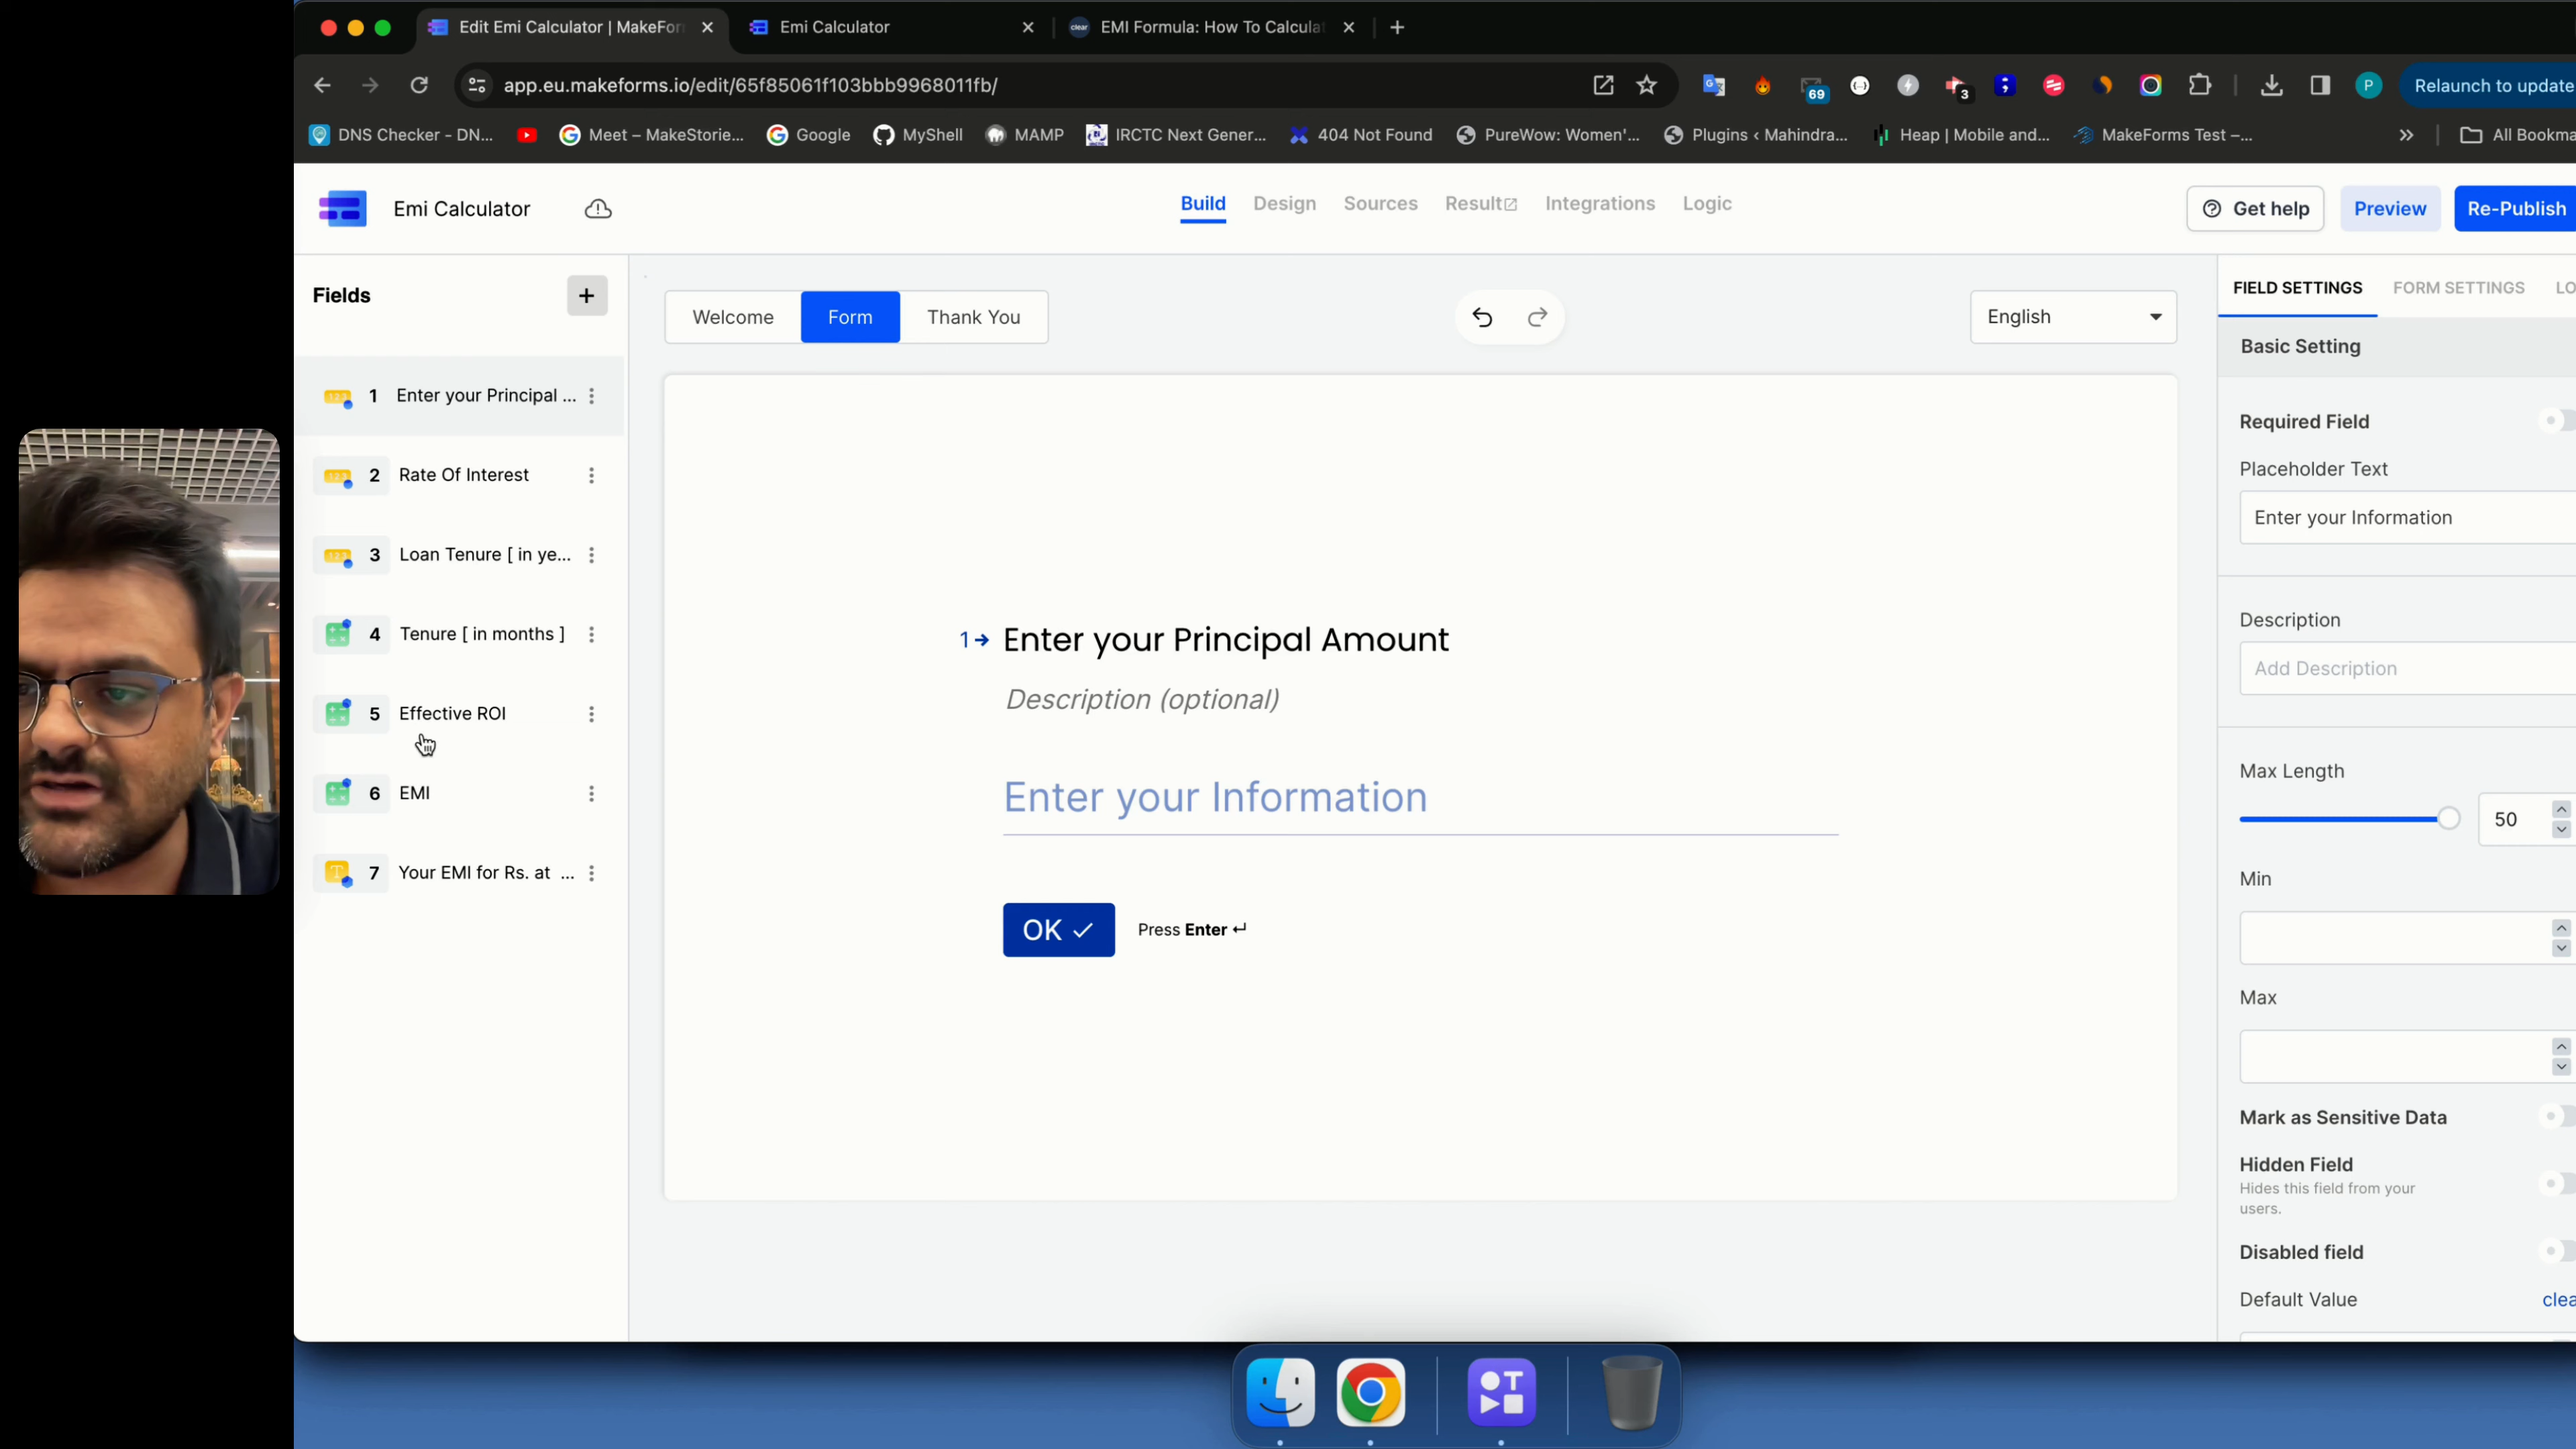 Edit Emi Calculator | MakeFor
Emi Calculator
clear EMI Formula: How To Calcula
app.eu.makeforms.io/edit/65f85061f103bbb9968011fb/
69
3
P
Relaunch to update
DNS Checker - DN...
Meet – MakeStorie...
Google
MyShell
MAMP
IRCTC Next Gener...
404 Not Found
PureWow: Women'...
Plugins ‹ Mahindra...
Heap | Mobile and...
MakeForms Test –...
All Bookma
Emi Calculator
Build
Design
Sources
Result
Integrations
Logic
Get help
Preview
Re-Publish
Fields
+
Welcome
Form
Thank You
English
FIELD SETTINGS
FORM SETTINGS
LO
Basic Setting
1 Enter your Principal ...
2 Rate Of Interest
3 Loan Tenure [ in ye...
4 Tenure [ in months ]
5 Effective ROI
6 EMI
7 Your EMI for Rs. at ...
1→ Enter your Principal Amount
Description (optional)
Enter your Information
OK ✓
Press Enter ↵
Required Field
Placeholder Text
Enter your Information
Description
Add Description
Max Length
50
Min
Max
Mark as Sensitive Data
Hidden Field
Hides this field from your
users.
Disabled field
Default Value
clea